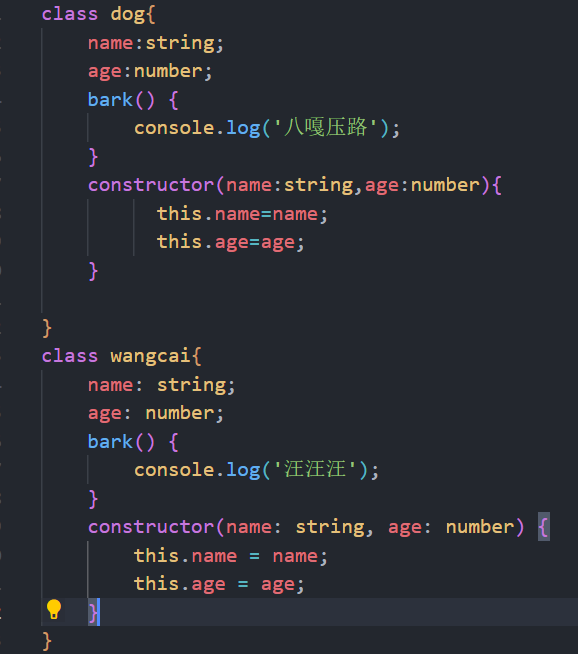 class dog{
name:string;
age:number;
bark() {
console.log('八嘎压路');
}
constructor(name:string,age:number){
this.name=name;
this.age=age;
}
}
class wangcai{
name: string;
age: number;
bark() {
console.log('汪汪汪');
}
constructor(name: string, age: number) {
this.name = name;
this.age = age;
}
}